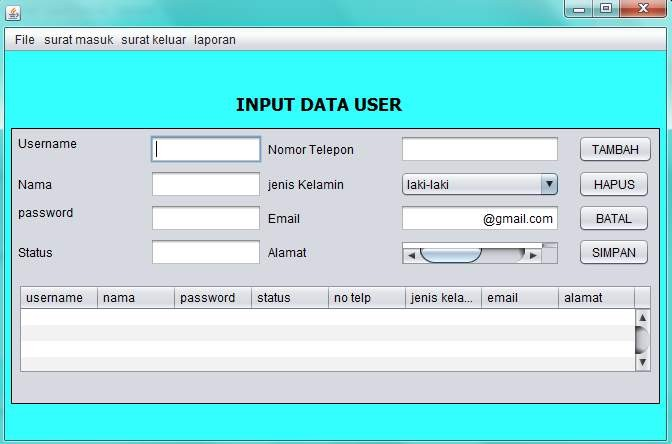 File surat masuk surat keluar laporan
INPUT DATA USER
Username Nomor Telepon TAMBAH
Nama jenis Kelamin laki-laki HAPUS
password Email @gmail.com BATAL
Status Alamat SIMPAN
username nama password status no telp jenis kela... email alamat